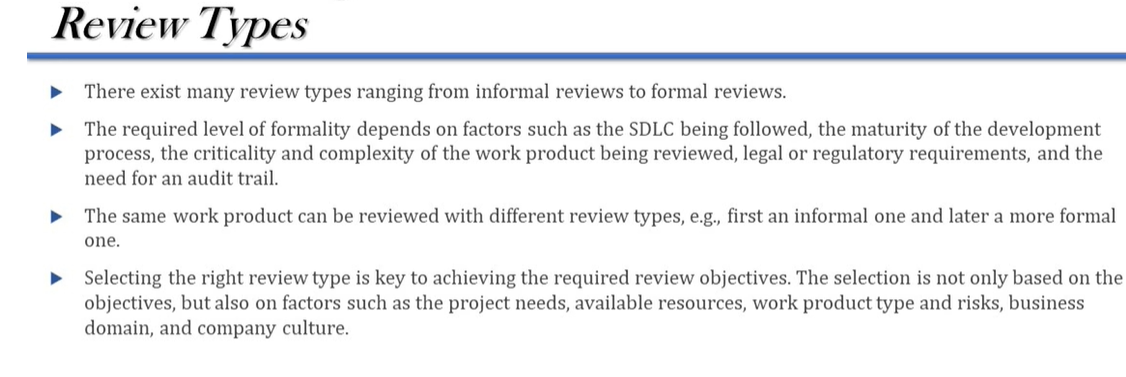 Review Types
There exist many review types ranging from informal reviews to formal reviews.
The required level of formality depends on factors such as the SDLC being followed, the maturity of the development
process, the criticality and complexity of the work product being reviewed, legal or regulatory requirements, and the
need for an audit trail.
The same work product can be reviewed with different review types, e.g., first an informal one and later a more formal
one.
Selecting the right review type is key to achieving the required review objectives. The selection is not only based on the
objectives, but also on factors such as the project needs, available resources, work product type and risks, business
domain, and company culture.